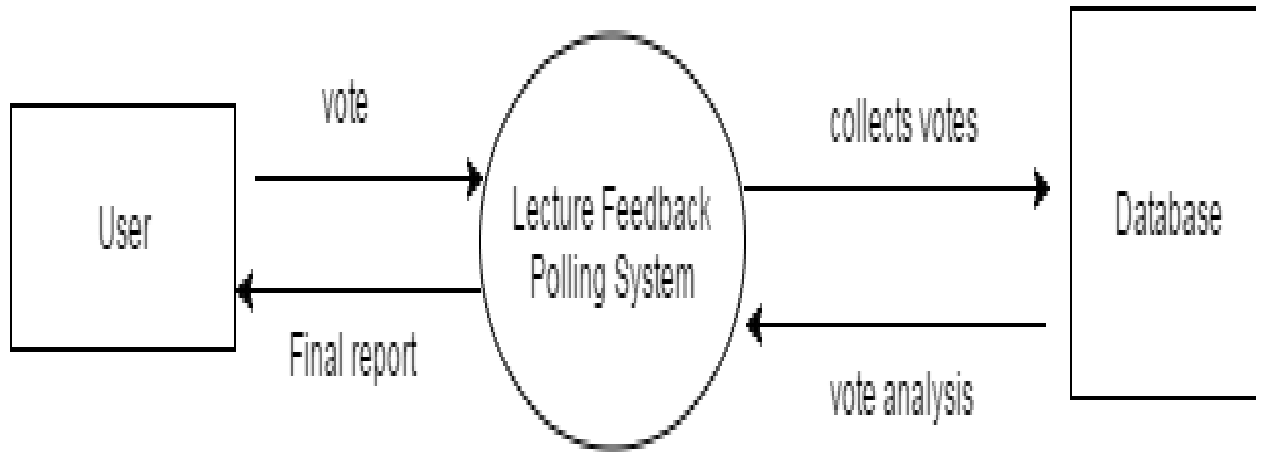 vote
collects votes
User
Lecture Feedback
Polling System
Database
Final report
vote analysis